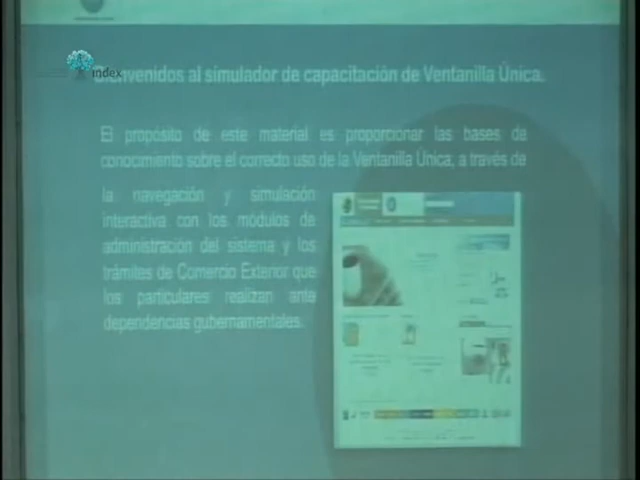 index
Bienvenidos al simulador de capacitación de Ventanilla Única.
El propósito de este material es proporcionar las bases de
conocimiento sobre el correcto uso de la Ventanilla Única, a través de
la navegación y simulación
interactiva con los módulos de
administración del sistema y los
trámites de Comercio Exterior que
los particulares realizan ante
dependencias gubernamentales.